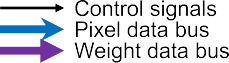 Control signals
Pixel data bus
Weight data bus